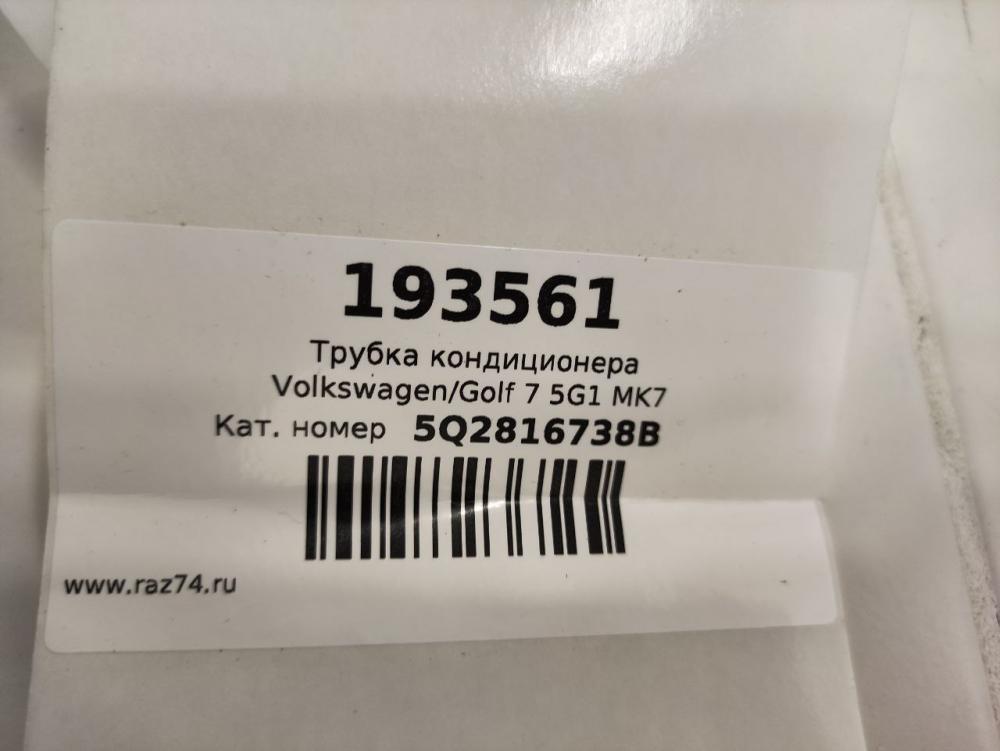 193561
Трубка кондиционера
Volkswagen/Golf 7 5G1 MK7
Кат. номер 5Q2816738B
www.raz74.ru